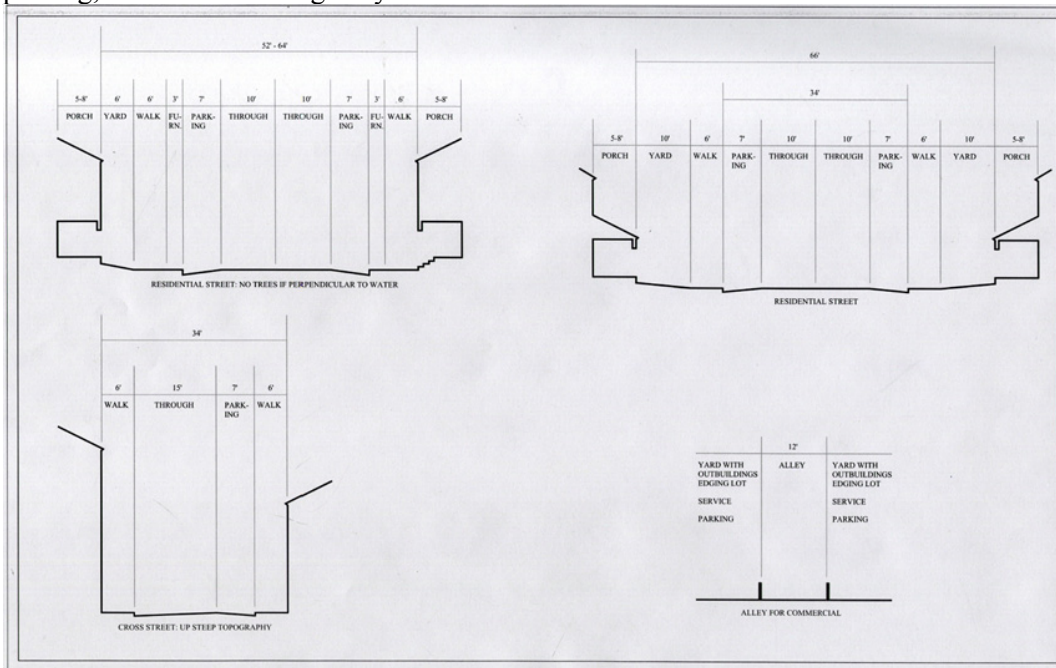 52' - 64'
5-8' 6' 6' 3' 7' 10' 10' 7' 3' 6' 5-8'
PORCH YARD WALK FU- PARK- THROUGH THROUGH PARK- FU- WALK PORCH
RN. ING ING RN.
RESIDENTIAL STREET: NO TREES IF PERPENDICULAR TO WATER
66'
34'
5-8' 10' 6' 7' 10' 10' 7' 6' 10' 5-8'
PORCH YARD WALK PARK- THROUGH THROUGH PARK- WALK YARD PORCH
ING ING
RESIDENTIAL STREET
34'
6' 15' 7' 6'
WALK THROUGH PARK- WALK
ING
CROSS STREET: UP STEEP TOPOGRAPHY
12'
YARD WITH ALLEY YARD WITH
OUTBUILDINGS OUTBUILDINGS
EDGING LOT EDGING LOT
SERVICE SERVICE
PARKING PARKING
ALLEY FOR COMMERCIAL